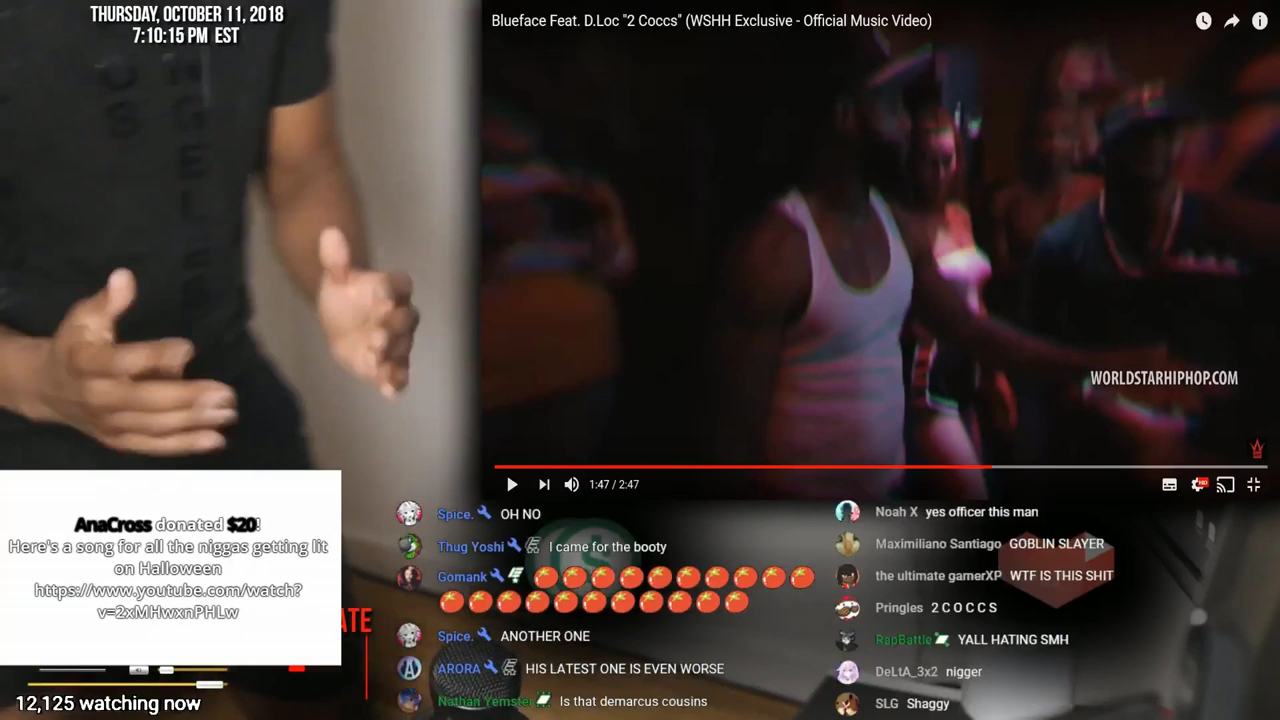 THURSDAY, OCTOBER 11, 2018
7:10:15 PM EST
Blueface Feat. D.Loc "2 Coccs" (WSHH Exclusive - Official Music Video)
WORLDSTARHIPHOP.COM
1:47 / 2:47
HD
AnaCross donated $20!
Here's a song for all the niggas getting lit
on Halloween
https://www.youtube.com/watch?
v=2xMHwxnPHLw
ATE
12,125 watching now
Spice. OH NO
Thug Yoshi I came for the booty
Gomank 🍅🍅🍅🍅🍅🍅🍅🍅🍅🍅
🍅🍅🍅🍅🍅🍅🍅🍅🍅🍅🍅
Spice. ANOTHER ONE
ARORA HIS LATEST ONE IS EVEN WORSE
Nathan Yemster Is that demarcus cousins
Noah X yes officer this man
Maximiliano Santiago GOBLIN SLAYER
the ultimate gamerXP WTF IS THIS SHIT
Pringles 2 C O C C S
RapBattle YALL HATING SMH
DeLtA_3x2 nigger
SLG Shaggy